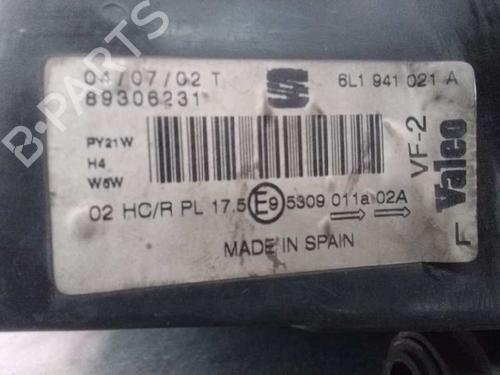 04/07/02 T
89306231
6L1 941 021 A
PY21W
H4
W5W
02 HC/R PL 17.5 E9 5309 011a 02A
MADE IN SPAIN
VF-2
F Valeo